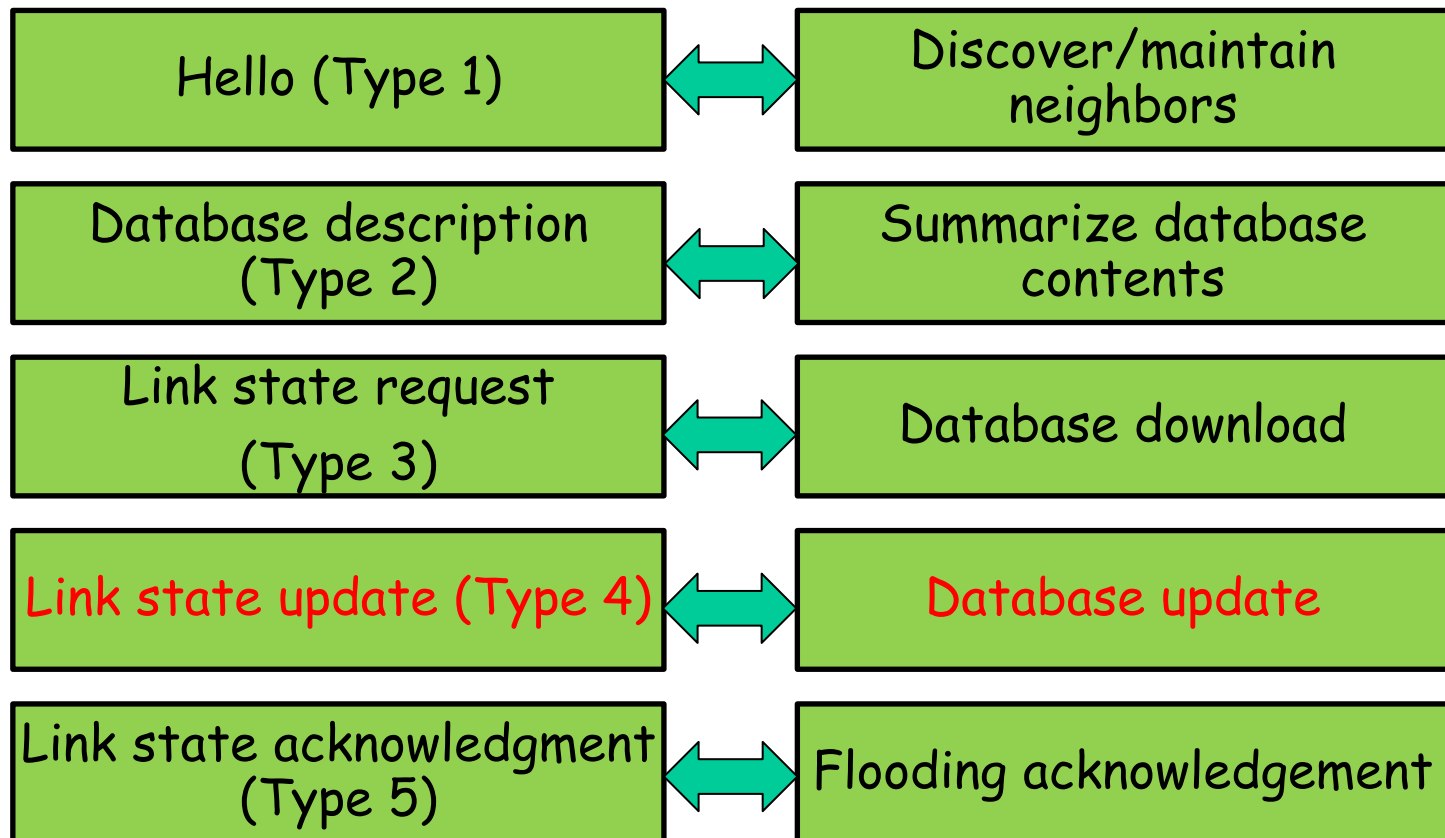 Hello (Type 1)
Discover/maintain
neighbors
Database description
(Type 2)
Summarize database
contents
Link state request
(Type 3)
Database download
Link state update (Type 4)
Database update
Link state acknowledgment
(Type 5)
Flooding acknowledgement